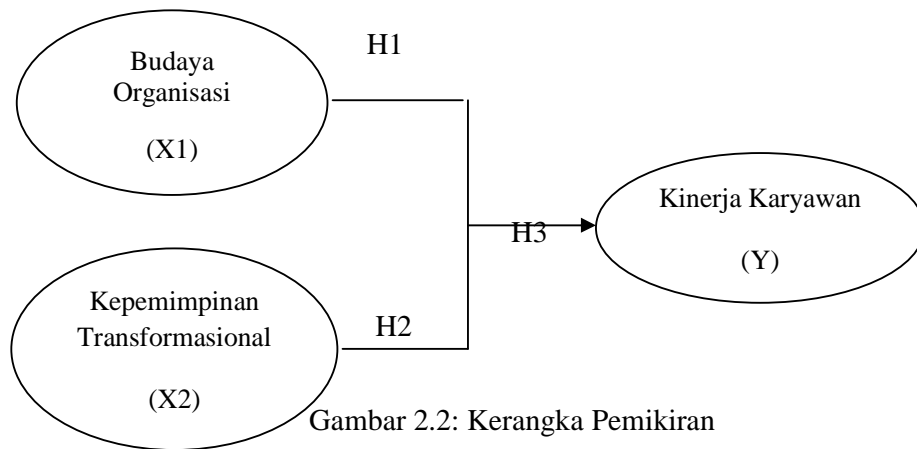 Budaya
Organisasi
(X1)
H1
Kinerja Karyawan
(Y)
H3
Kepemimpinan
Transformasional
(X2)
H2
Gambar 2.2: Kerangka Pemikiran